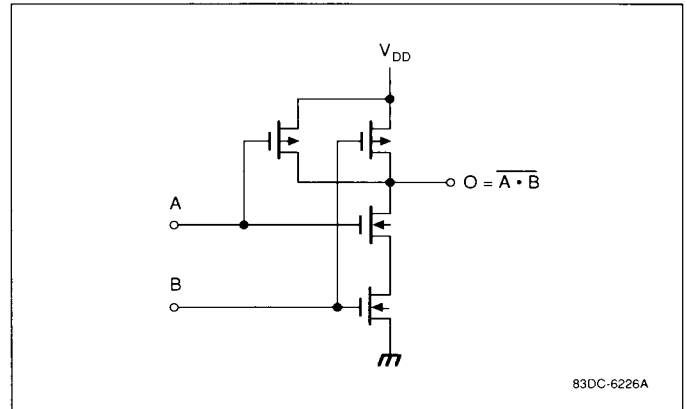 V_DD
O = \overline{A • B}
A
B
83DC-6226A